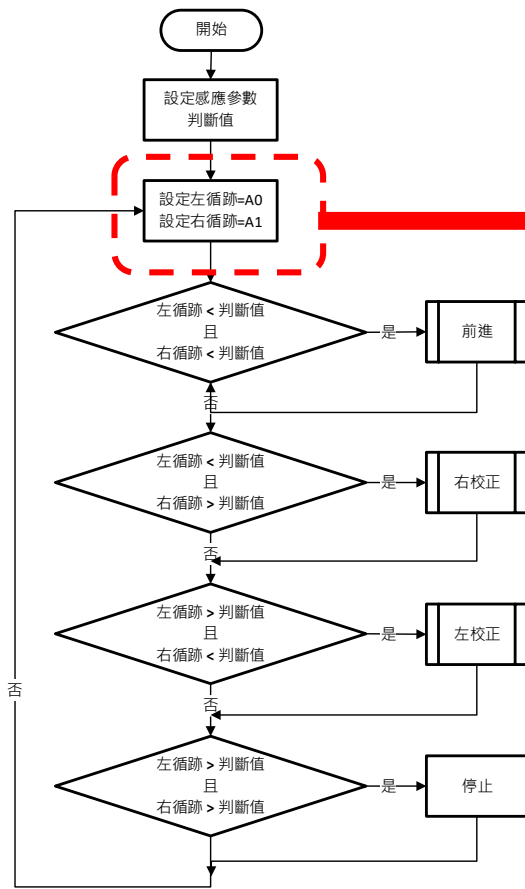 開始
設定感應參數
判斷值
設定左循跡=A0
設定右循跡=A1
左循跡 < 判斷值
且
右循跡 < 判斷值
是
前進
否
左循跡 < 判斷值
且
右循跡 > 判斷值
是
右校正
否
左循跡 > 判斷值
且
右循跡 < 判斷值
是
左校正
否
否
左循跡 > 判斷值
且
右循跡 > 判斷值
是
停止